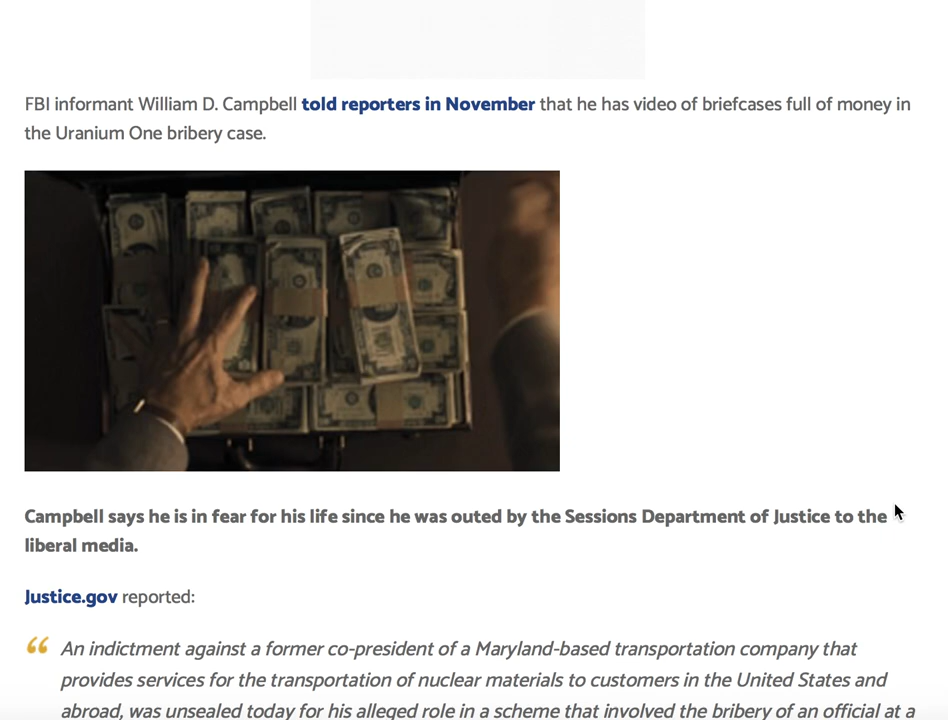 FBI informant William D. Campbell told reporters in November that he has video of briefcases full of money in
the Uranium One bribery case.
Campbell says he is in fear for his life since he was outed by the Sessions Department of Justice to the
liberal media.
Justice.gov reported:
“ An indictment against a former co-president of a Maryland-based transportation company that
provides services for the transportation of nuclear materials to customers in the United States and
abroad, was unsealed today for his alleged role in a scheme that involved the bribery of an official at a